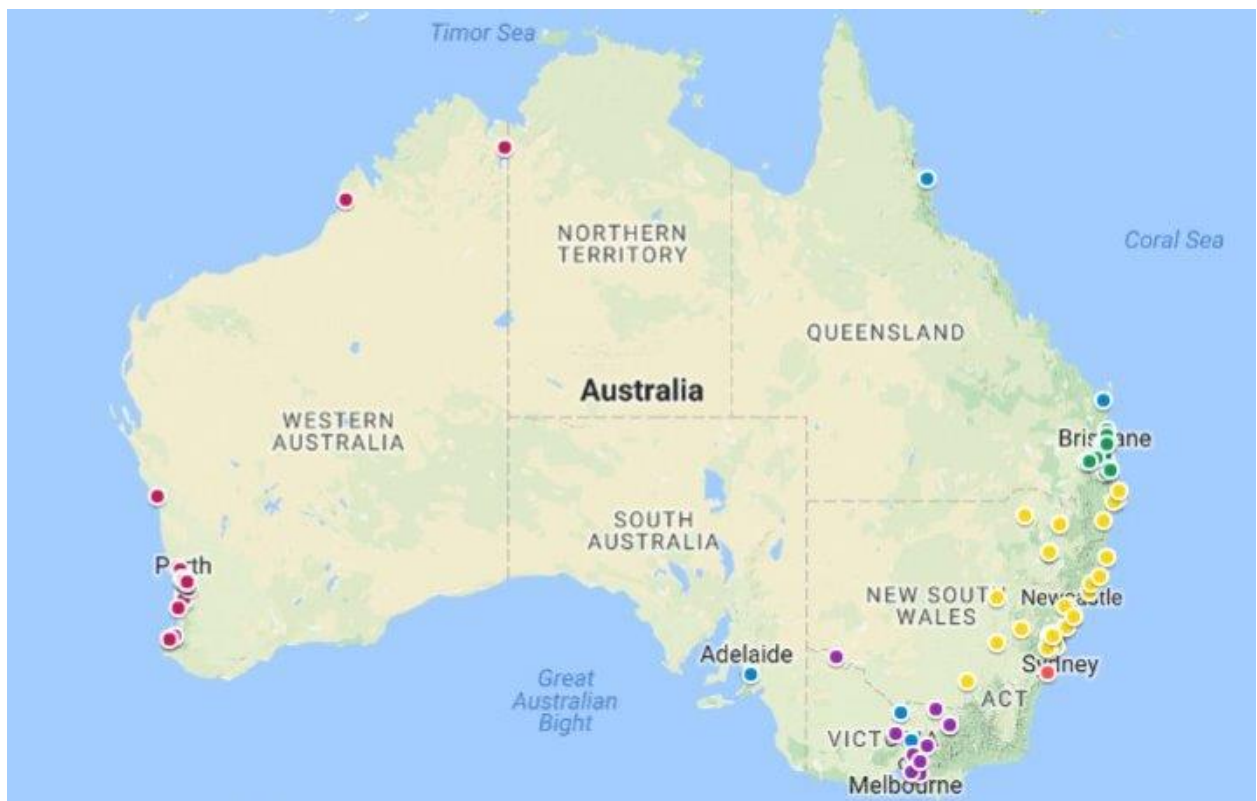 Timor Sea
NORTHERN
TERRITORY
Coral Sea
QUEENSLAND
Australia
WESTERN
AUSTRALIA
Brisbane
SOUTH
AUSTRALIA
Perth
NEW SOUTH
WALES
Newcastle
Adelaide
Sydney
Great
Australian
Bight
ACT
VICTORIA
Melbourne